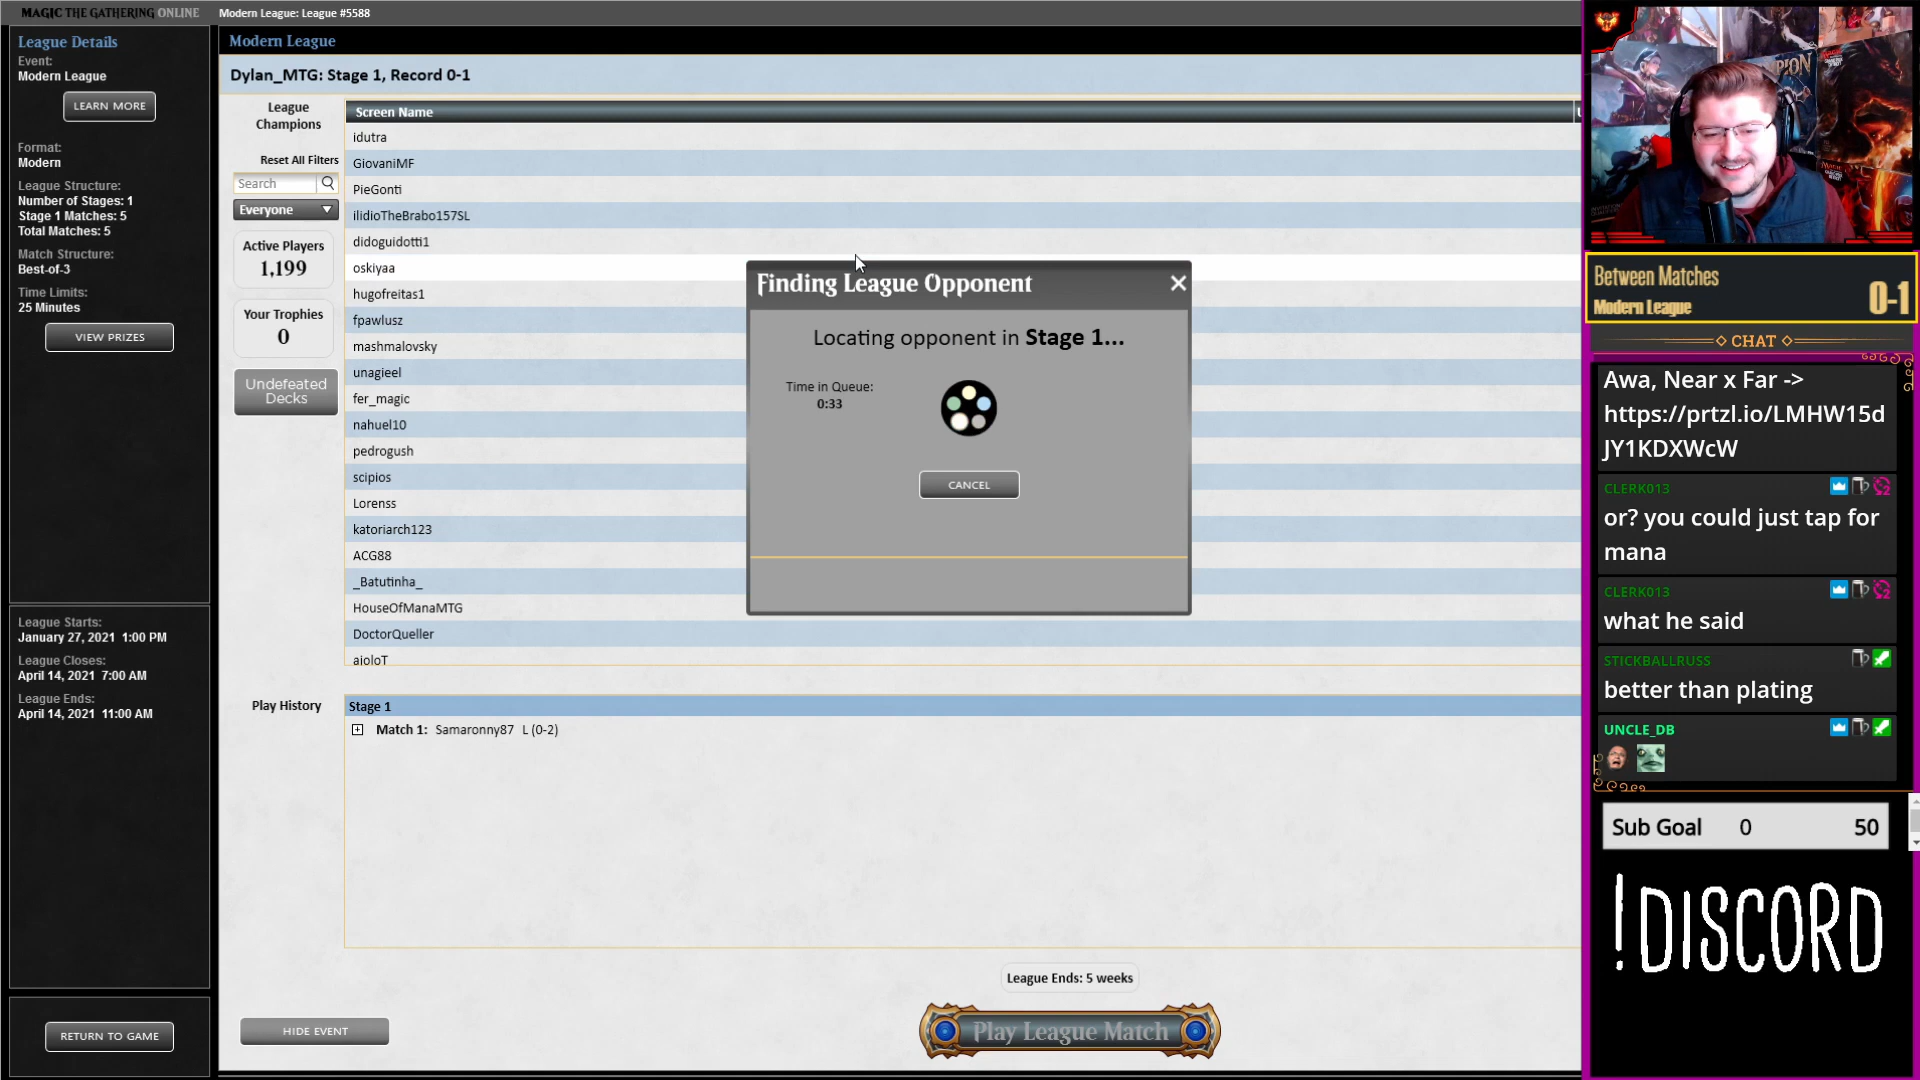 MAGIC THE GATHERING ONLINE
Modern League: League #5588
League Details
Event:
Modern League
LEARN MORE
Format:
Modern
League Structure:
Number of Stages: 1
Stage 1 Matches: 5
Total Matches: 5
Match Structure:
Best-of-3
Time Limits:
25 Minutes
VIEW PRIZES
League Starts:
January 27, 2021 1:00 PM
League Closes:
April 14, 2021 7:00 AM
League Ends:
April 14, 2021 11:00 AM
RETURN TO GAME
Modern League
Dylan_MTG: Stage 1, Record 0-1
League
Champions
Reset All Filters
Search
Everyone
Active Players
1,199
Your Trophies
0
Undefeated
Decks
Screen Name
idutra
GiovaniMF
PieGonti
ilidioTheBrabo157SL
didoguidotti1
oskiyaa
hugofreitas1
fpawlusz
mashmalovsky
unagieel
fer_magic
nahuel10
pedrogush
scipios
Lorenss
katoriarch123
ACG88
_Batutinha_
HouseOfManaMTG
DoctorQueller
aioloT
Finding League Opponent
Locating opponent in Stage 1...
Time in Queue:
0:33
CANCEL
Play History
Stage 1
Match 1: Samaronny87 L (0-2)
League Ends: 5 weeks
HIDE EVENT
Play League Match
Between Matches
Modern League
0-1
CHAT
Awa, Near x Far ->
https://prtzl.io/LMHW15d
JY1KDXWcW
CLERK013
or? you could just tap for
mana
CLERK013
what he said
STICKBALLRUSS
better than plating
UNCLE_DB
Sub Goal 0 50
!DISCORD